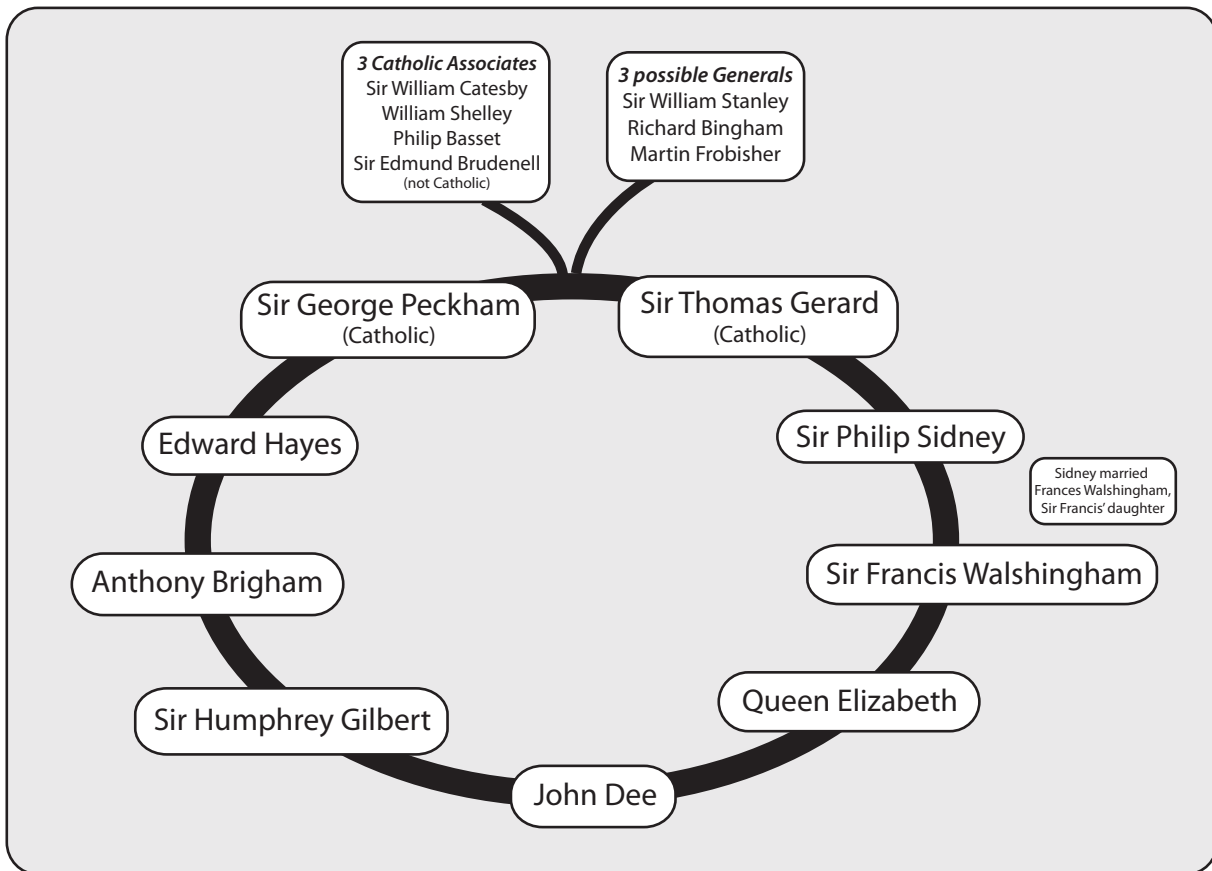 3 Catholic Associates
Sir William Catesby
William Shelley
Philip Basset
Sir Edmund Brudenell
(not Catholic)
3 possible Generals
Sir William Stanley
Richard Bingham
Martin Frobisher
Sir George Peckham
(Catholic)
Sir Thomas Gerard
(Catholic)
Edward Hayes
Sir Philip Sidney
Sidney married
Frances Walshingham,
Sir Francis' daughter
Anthony Brigham
Sir Francis Walshingham
Sir Humphrey Gilbert
Queen Elizabeth
John Dee